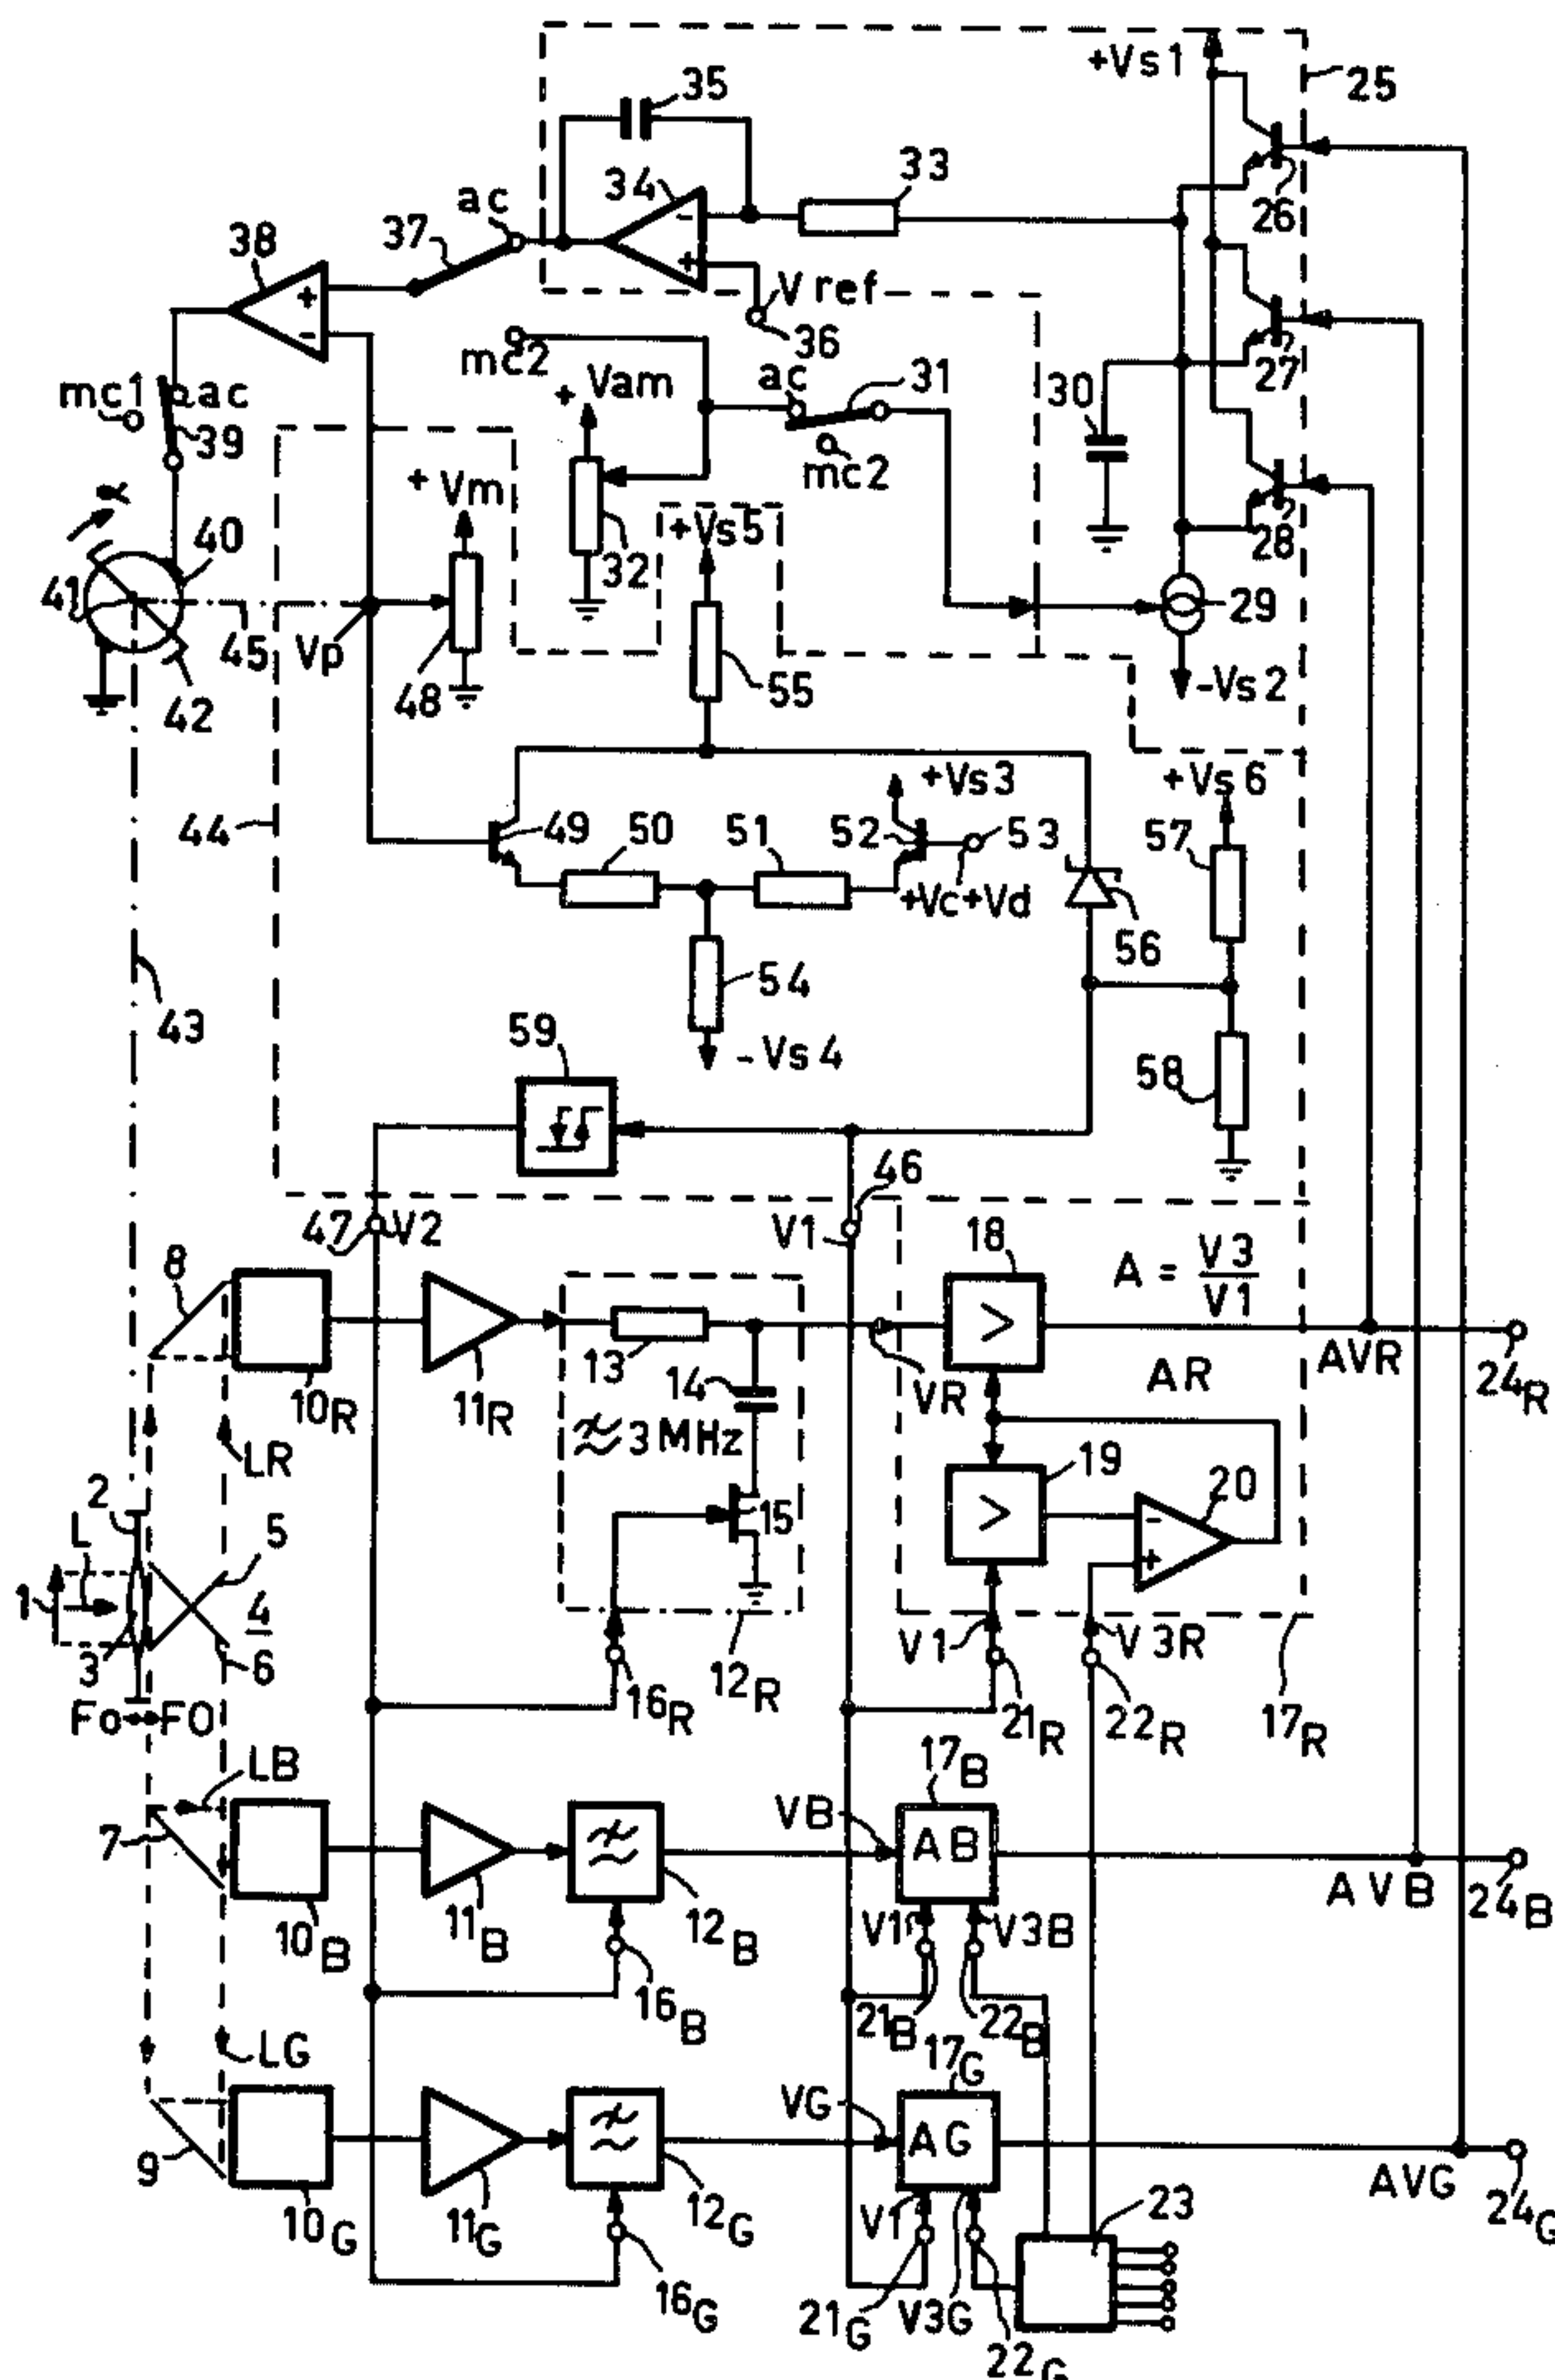 +Vs1
25
35
33
34
ac
37
26
38
+
-
-
+
V ref
36
mc2
27
ac
31
30
+ Vam
mc1
ac
39
mc2
+ Vm
α
28
40
+Vs5
32
41
29
45
Vp
55
42
48
-Vs2
+Vs3
+Vs6
44
49
50
51
52
53
57
+Vc+Vd
56
54
43
59
-Vs4
58
46
47
V2
V1
18
A = V3
V1
8
>
13
AVR
10R
11R
14
VR
AR
24R
≈ 3 MHz
LR
19
2
20
L
15
>
-
5
+
1
4
V1
V3R
3
6
12R
16R
Fo
FO
21R
22R
17R
LB
17B
VB
7
AB
11B
12B
AVB
24B
10B
V1
V3B
16B
21B
22B
LG
17G
VG
AG
9
AVG
12G
10G
11G
V1
23
24G
16G
21G
V3G
22G